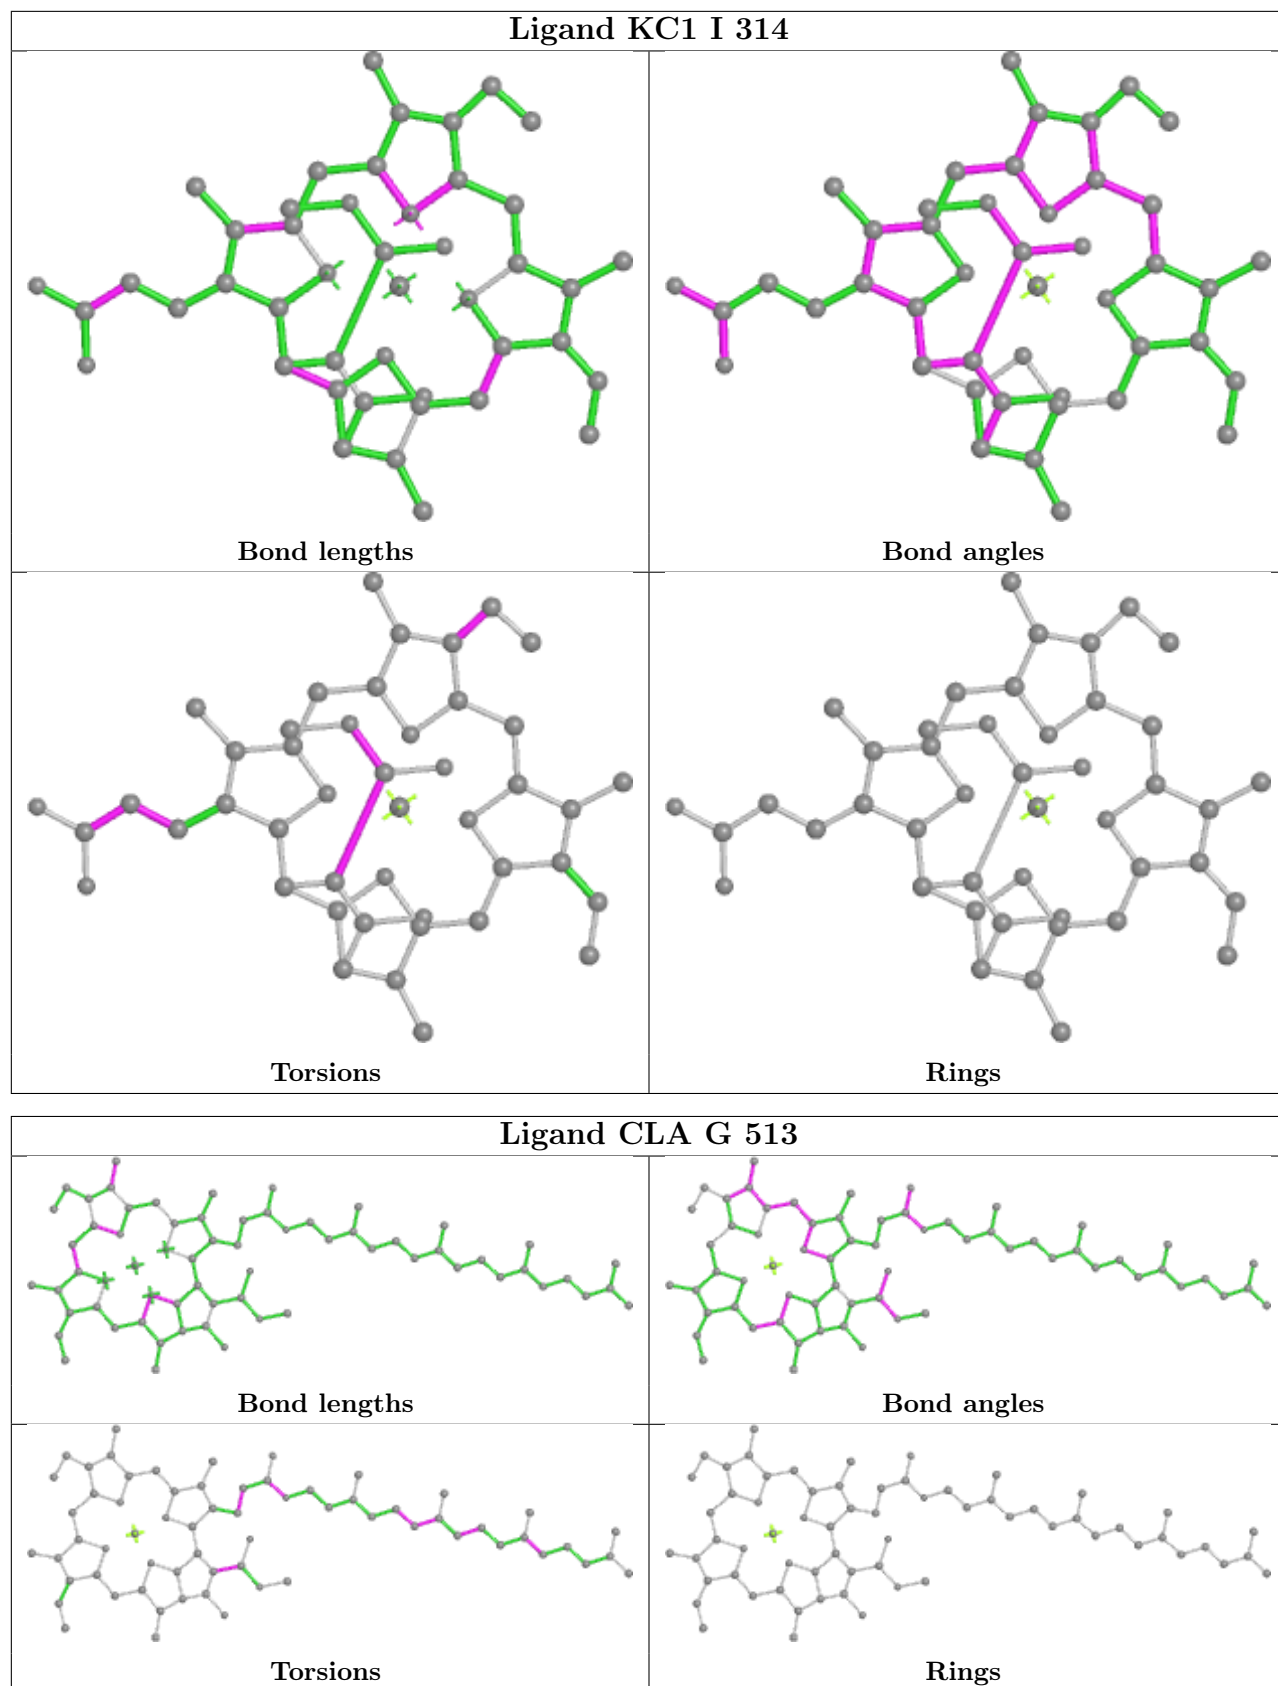 Ligand KC1 I 314
Bond lengths
Bond angles
Torsions
Rings
Ligand CLA G 513
Bond lengths
Bond angles
Torsions
Rings